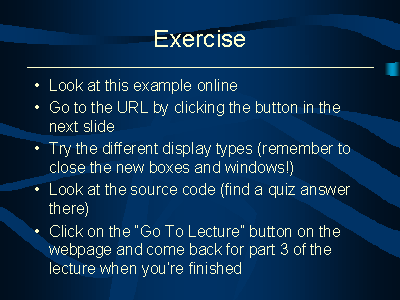 Exercise
• Look at this example online
• Go to the URL by clicking the button in the
next slide
• Try the different display types (remember to
close the new boxes and windows!)
• Look at the source code (find a quiz answer
there)
• Click on the “Go To Lecture” button on the
webpage and come back for part 3 of the
lecture when you’re finished